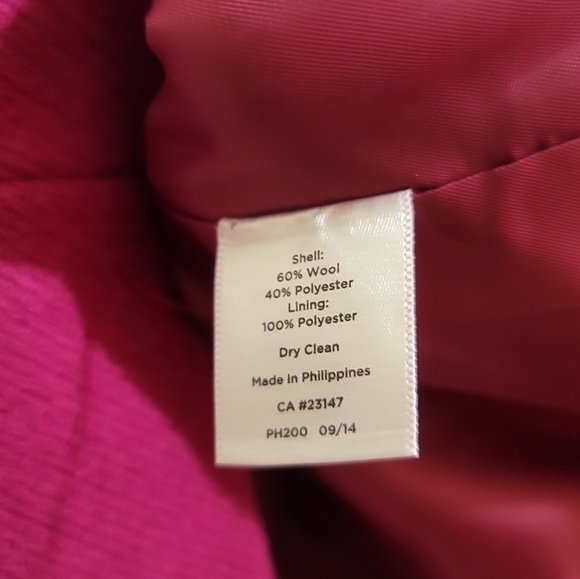 Shell:
60% Wool
40% Polyester
Lining:
100% Polyester
Dry Clean
Made in Philippines
CA #23147
PH200 09/14